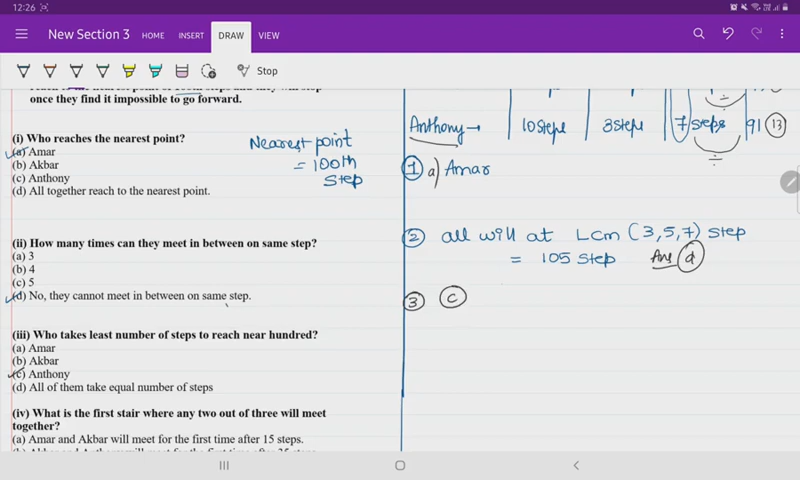 12:26
New Section 3 HOME INSERT DRAW VIEW
Stop
once they find it impossible to go forward.
(i) Who reaches the nearest point?
(a) Amar
(b) Akbar
(c) Anthony
(d) All together reach to the nearest point.
Nearest point
= 100th
step
(ii) How many times can they meet in between on same step?
(a) 3
(b) 4
(c) 5
(d) No, they cannot meet in between on same step.
(iii) Who takes least number of steps to reach near hundred?
(a) Amar
(b) Akbar
(c) Anthony
(d) All of them take equal number of steps
(iv) What is the first stair where any two out of three will meet
together?
(a) Amar and Akbar will meet for the first time after 15 steps.
Anthony → 10 steps 3 steps 7 steps 91 13
÷
1 a) Amar
2 all will at Lcm (3,5,7) step
= 105 step Ans d
3 c